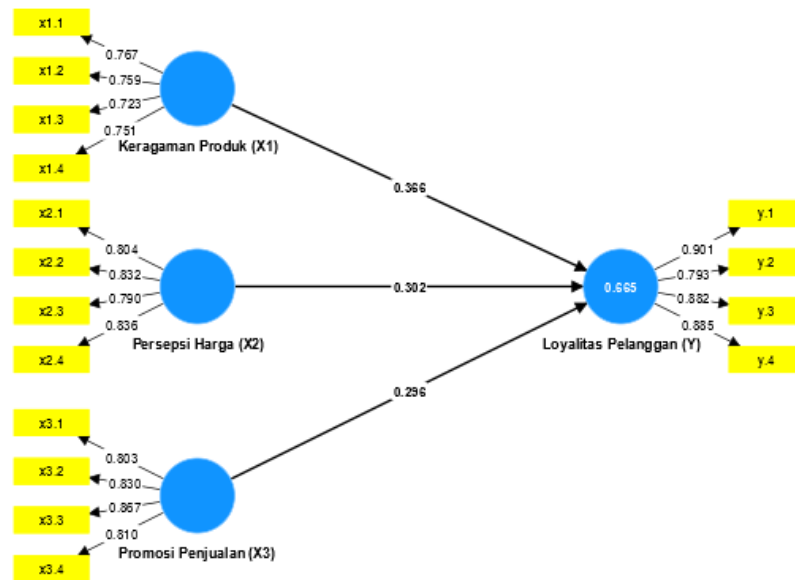 x1.1
0.767
x1.2
0.759
0.723
x1.3
0.751
x1.4
Keragaman Produk (X1)
0.366
x2.1
0.804
x2.2
0.832
0.790
x2.3
0.836
x2.4
Persepsi Harga (X2)
0.302
x3.1
0.803
x3.2
0.830
0.867
x3.3
0.810
x3.4
Promosi Penjualan (X3)
0.296
0.665
Loyalitas Pelanggan (Y)
y.1
0.901
y.2
0.793
0.882
y.3
0.885
y.4